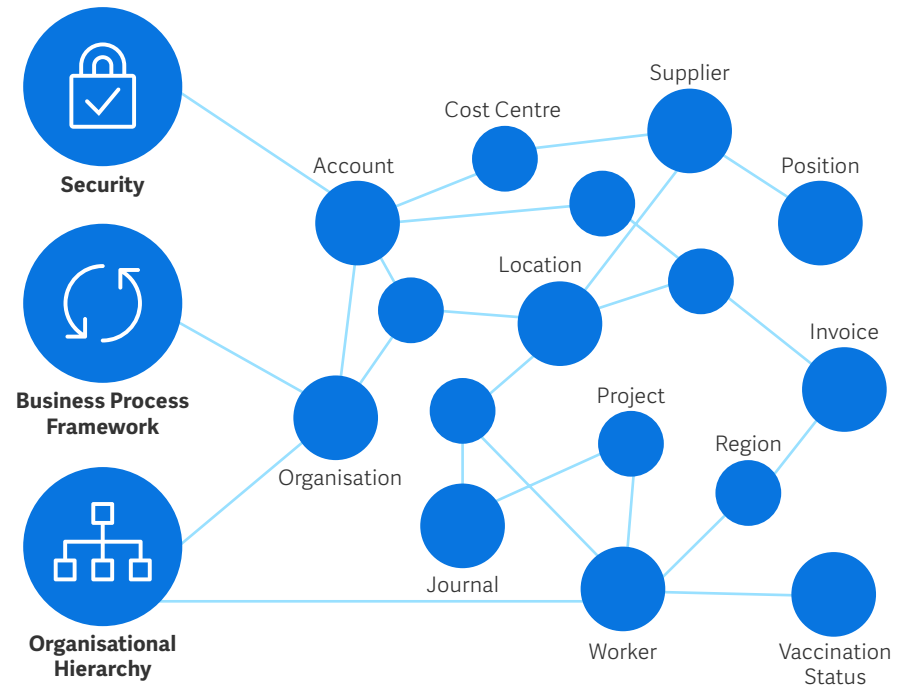 Supplier
Cost Centre
Account
Position
Security
Location
Invoice
Business Process
Framework
Project
Region
Organisation
Journal
Organisational
Hierarchy
Worker
Vaccination
Status